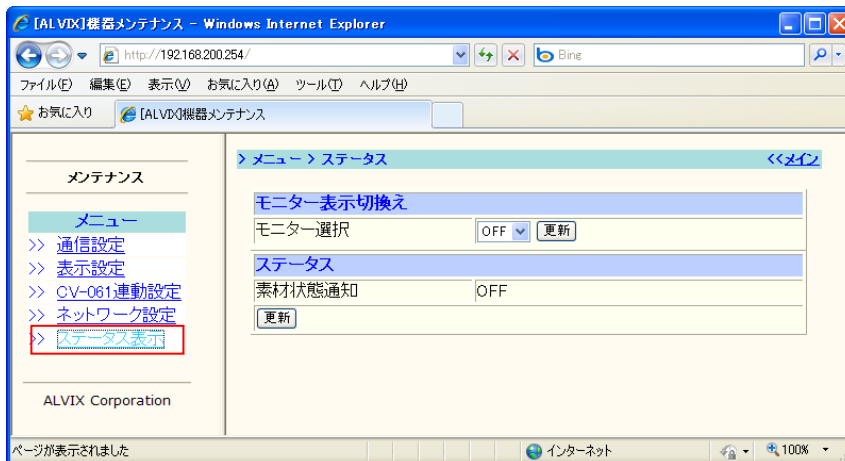 [ALVIX]機器メンテナンス - Windows Internet Explorer
http://192.168.200.254/
Bing
ファイル(F) 編集(E) 表示(V) お気に入り(A) ツール(T) ヘルプ(H)
お気に入り
[ALVIX]機器メンテナンス
メンテナンス
メニュー
>> 通信設定
>> 表示設定
>> CV-061連動設定
>> ネットワーク設定
>> ステータス表示
ALVIX Corporation
> メニュー > ステータス <<メイン
モニター表示切換え
モニター選択 OFF 更新
ステータス
素材状態通知 OFF
更新
ページが表示されました インターネット 100%